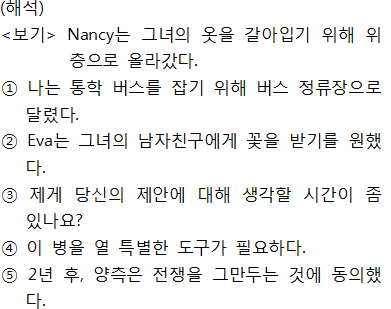 (해석)
<보기> Nancy는 그녀의 옷을 갈아입기 위해 위
층으로 올라갔다.
① 나는 통학 버스를 잡기 위해 버스 정류장으로
달렸다.
② Eva는 그녀의 남자친구에게 꽃을 받기를 원했
다.
③ 제게 당신의 제안에 대해 생각할 시간이 좀
있나요?
④ 이 병을 열 특별한 도구가 필요하다.
⑤ 2년 후, 양측은 전쟁을 그만두는 것에 동의했
다.